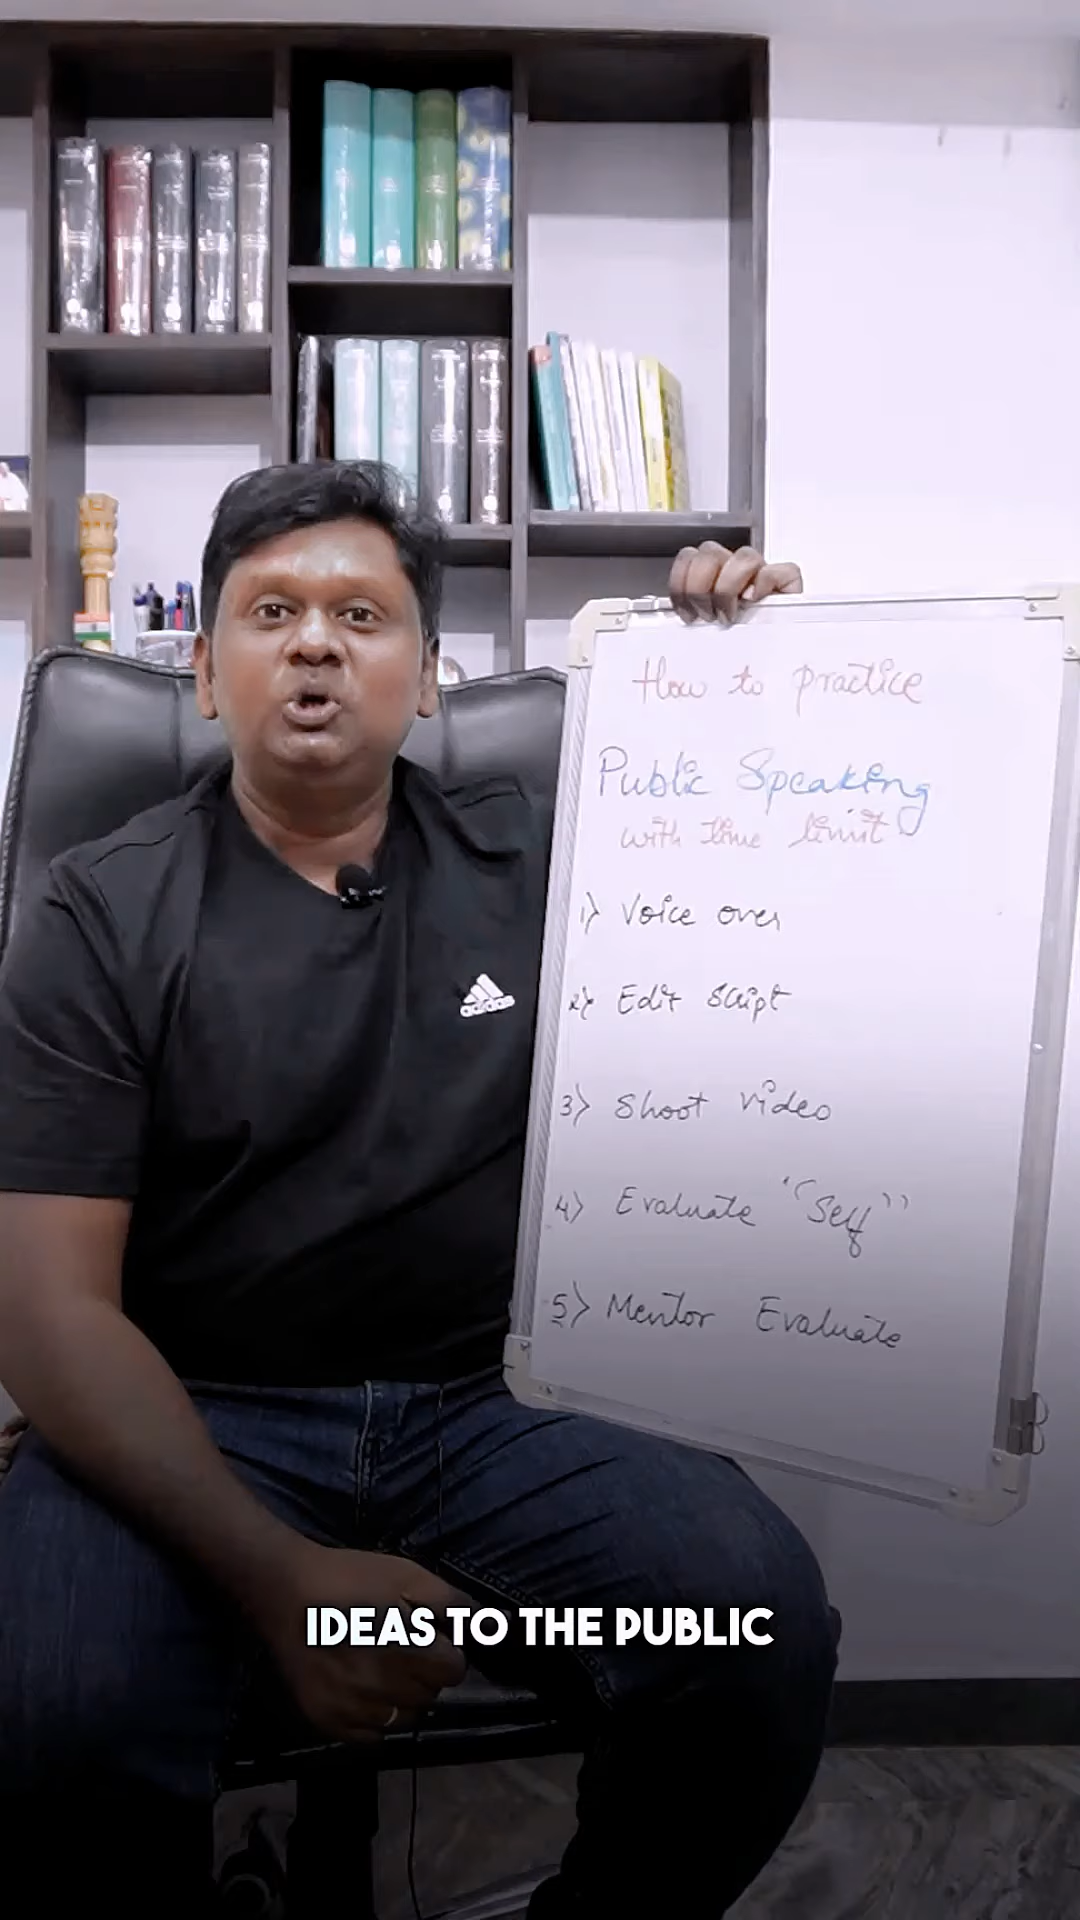 How to practice
Public Speaking
with time limit
1) Voice over
2) Edit Script
3) Shoot Video
4) Evaluate "Self"
5) Mentor Evaluate
adidas
IDEAS TO THE PUBLIC